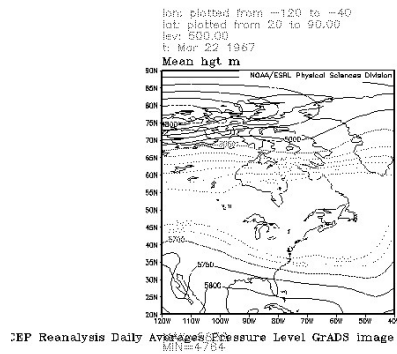 lon: plotted from -120 to -40
lat: plotted from 20 to 90.00
lev: 500.00
t: Mar 22 1967
Mean hgt m
NOAA/ESRL Physical Sciences Division
90N
85N
80N
75N
70N
65N
60N
55N
50N
45N
40N
35N
30N
25N
20N
5000
5700
5750
5800
120W 110W 100W 90W 80W 70W 60W 50W 40W
CEP Reanalysis Daily Averages Pressure Level GrADS image
MIN=4764